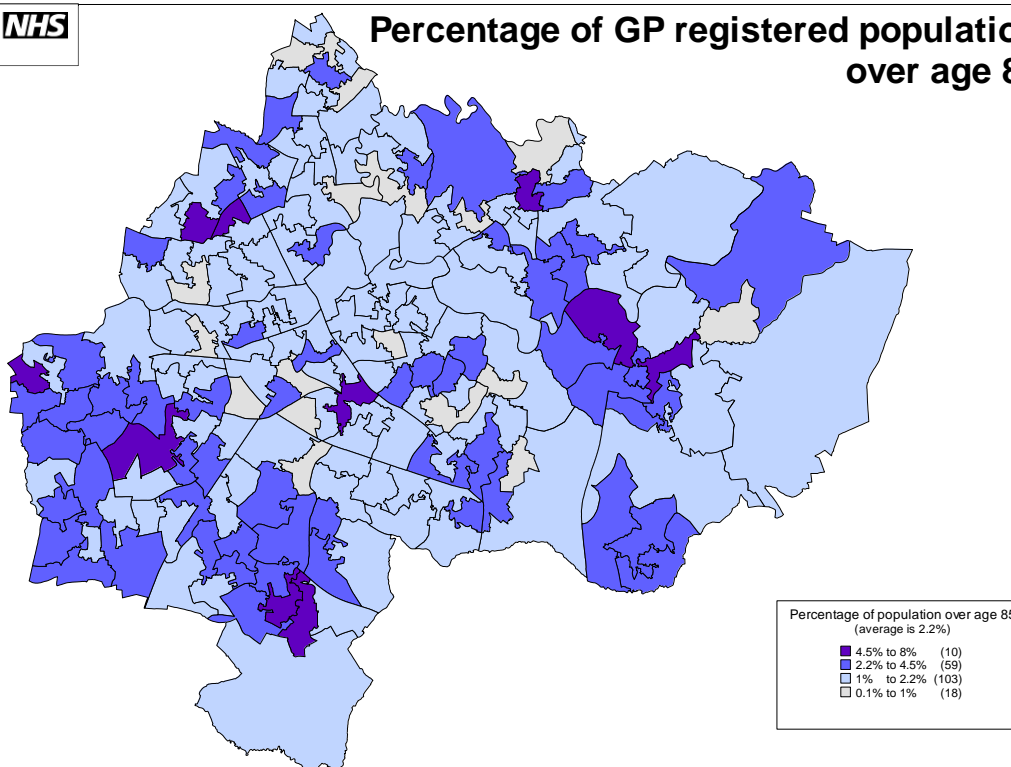 NHS
Percentage of GP registered populatio
over age 8
Percentage of population over age 85
(average is 2.2%)
4.5% to 8% (10)
2.2% to 4.5% (59)
1% to 2.2% (103)
0.1% to 1% (18)